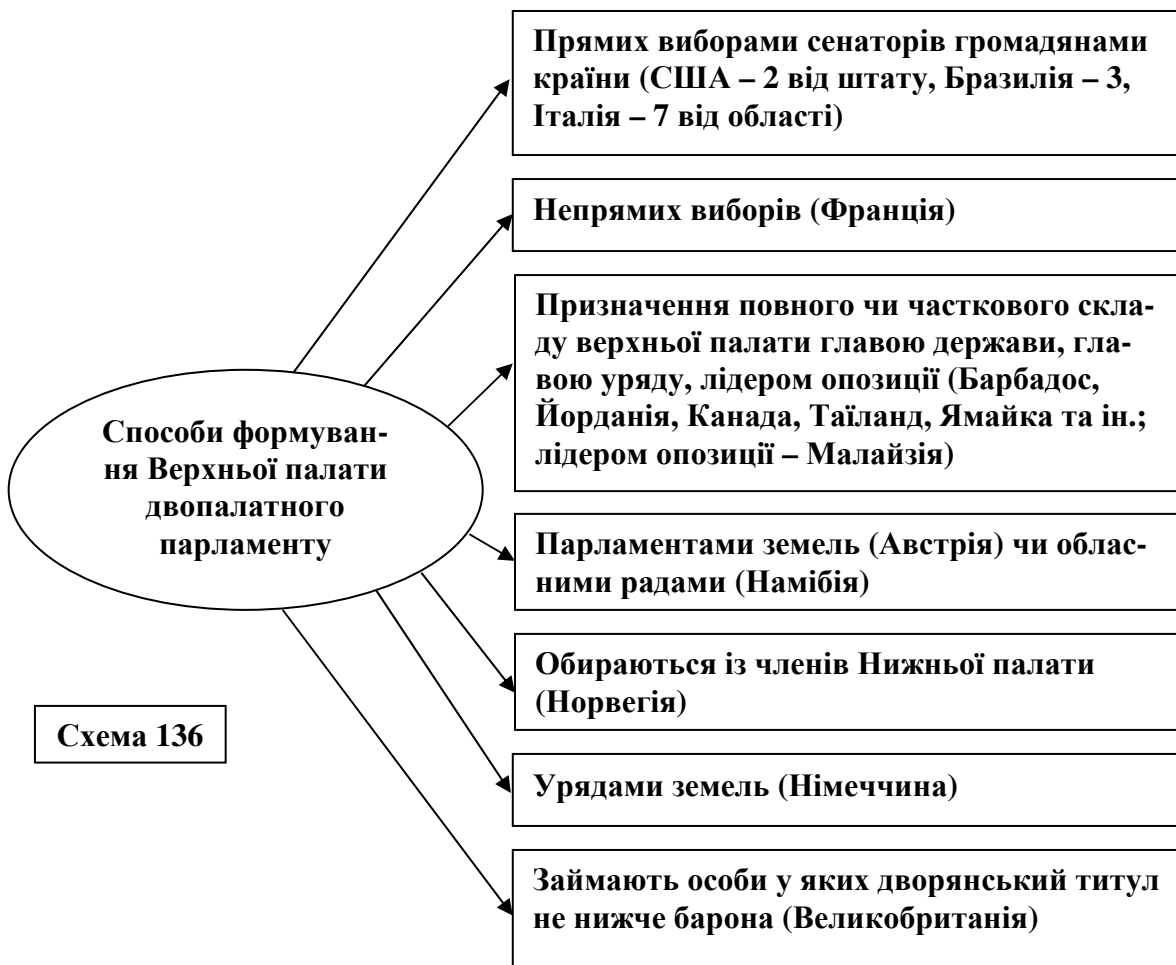 Прямих виборами сенаторів громадянами
країни (США – 2 від штату, Бразилія – 3,
Італія – 7 від області)
Непрямих виборів (Франція)
Призначення повного чи часткового скла-
ду верхньої палати главою держави, гла-
вою уряду, лідером опозиції (Барбадос,
Йорданія, Канада, Таїланд, Ямайка та ін.;
лідером опозиції – Малайзія)
Способи формуван-
ня Верхньої палати
двопалатного
парламенту
Парламентами земель (Австрія) чи облас-
ними радами (Намібія)
Обираються із членів Нижньої палати
(Норвегія)
Схема 136
Урядами земель (Німеччина)
Займають особи у яких дворянський титул
не нижче барона (Великобританія)